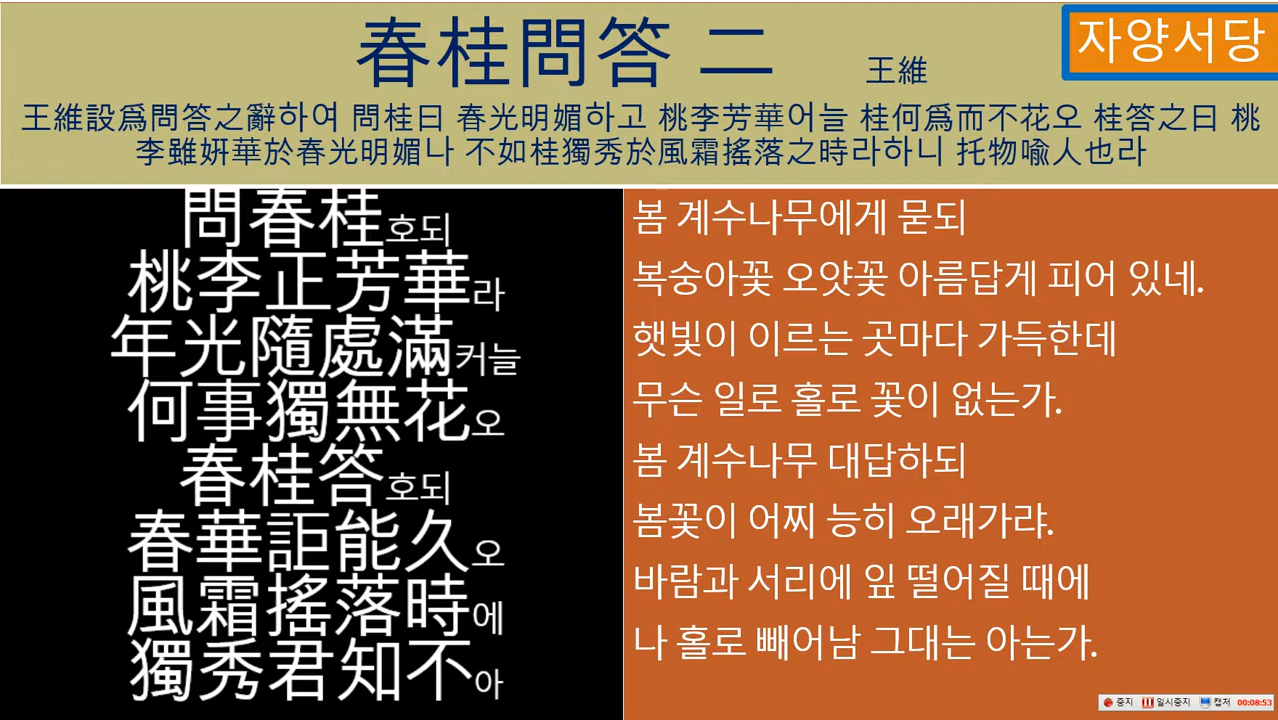 春桂問答 二 王維
자양서당
王維設爲問答之辭하여 問桂曰 春光明媚하고 桃李芳華어늘 桂何爲而不花오 桂答之曰 桃
李雖姸華於春光明媚나 不如桂獨秀於風霜搖落之時라하니 托物喩人也라
問春桂호되
桃李正芳華라
年光隨處滿커늘
何事獨無花오
春桂答호되
春華詎能久오
風霜搖落時에
獨秀君知不아
봄 계수나무에게 묻되
복숭아꽃 오얏꽃 아름답게 피어 있네.
햇빛이 이르는 곳마다 가득한데
무슨 일로 홀로 꽃이 없는가.
봄 계수나무 대답하되
봄꽃이 어찌 능히 오래가랴.
바람과 서리에 잎 떨어질 때에
나 홀로 빼어남 그대는 아는가.
중지 일시중지 캡처 00:08:53